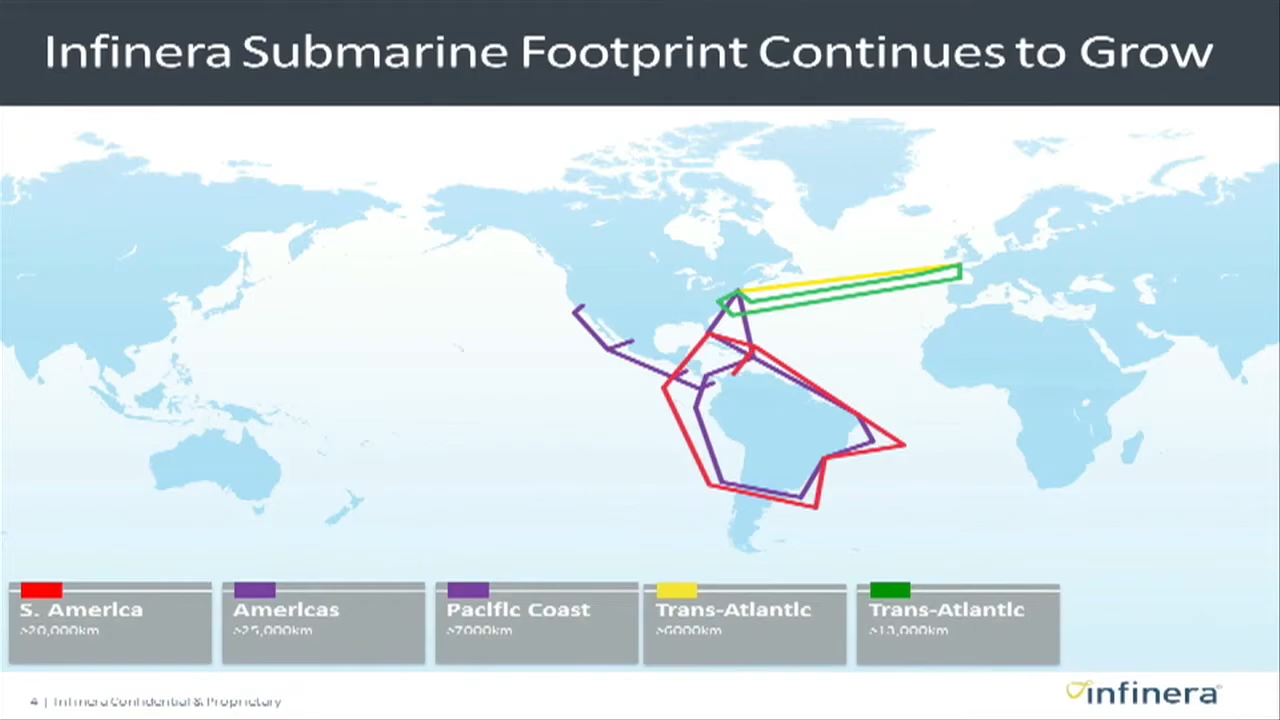 Infinera Submarine Footprint Continues to Grow
S. America
>20,000km
Americas
>25,000km
Pacific Coast
>7000km
Trans-Atlantic
>6000km
Trans-Atlantic
>13,000km
4 | Infinera Confidential & Proprietary
infinera